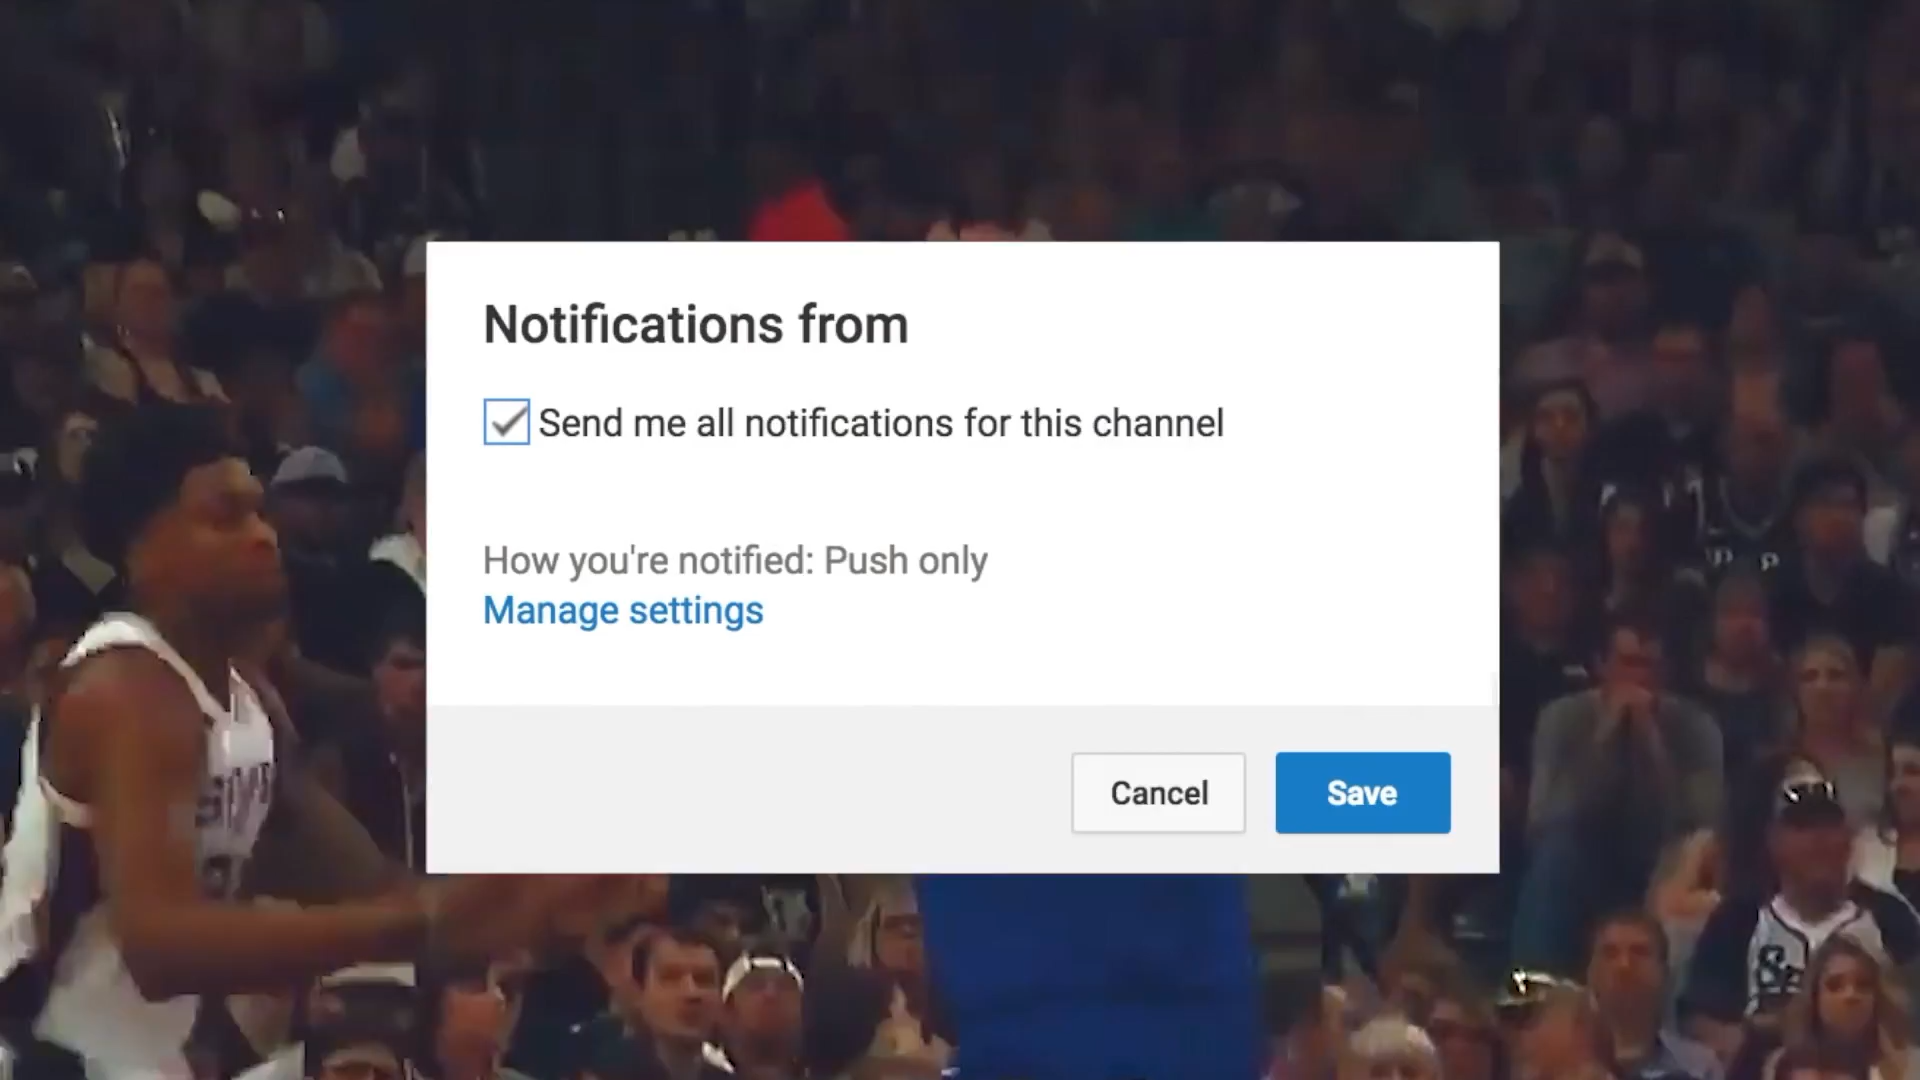 Notifications from
Send me all notifications for this channel
How you're notified: Push only
Manage settings
Cancel
Save